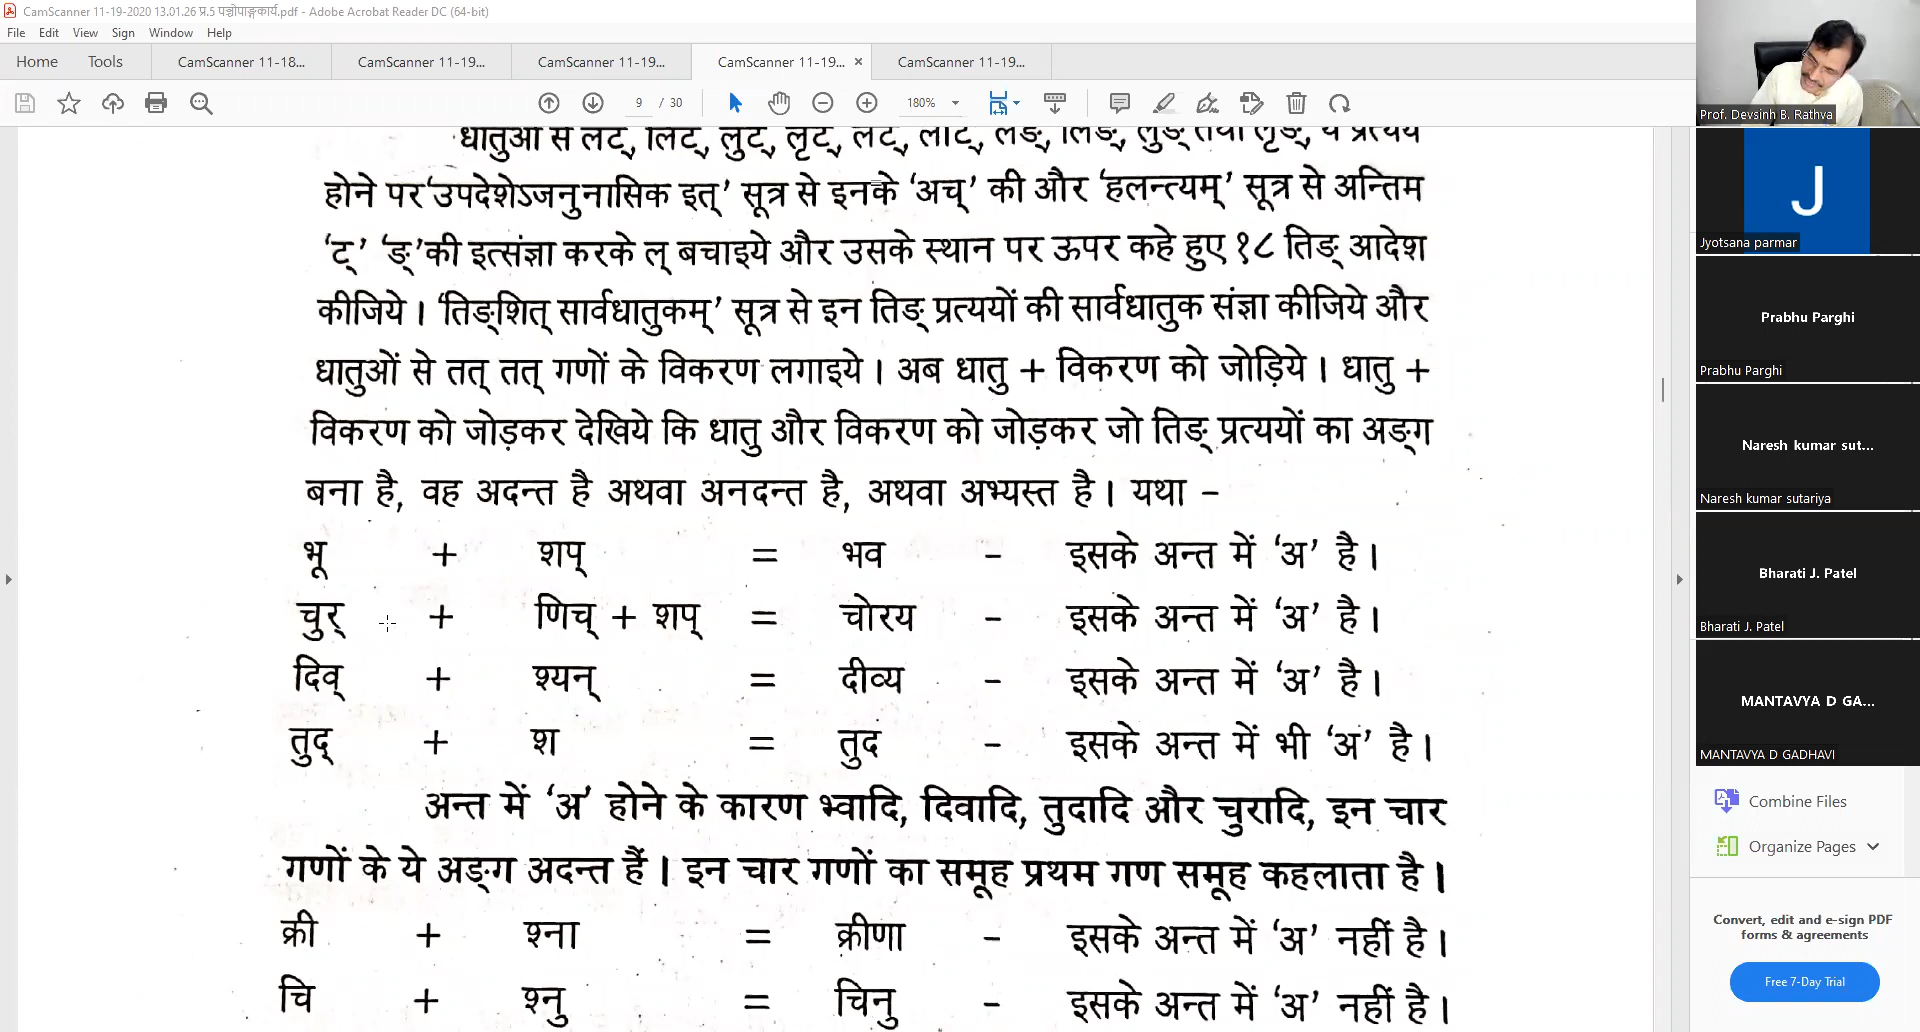 CamScanner 11-19-2020 13.01.26 प्र.5 पञ्चोपाङ्गकार्य.pdf - Adobe Acrobat Reader DC (64-bit)
File Edit View Sign Window Help
Home Tools CamScanner 11-18... CamScanner 11-19... CamScanner 11-19... CamScanner 11-19... × CamScanner 11-19...
9 / 30 180%
धातुओं से लट्, लिट्, लुट्, लृट्, लेट्, लोट्, लङ्, लिङ्, लुङ् तथा लृङ्, ये प्रत्यय
होने पर 'उपदेशेऽजनुनासिक इत्' सूत्र से इनके 'अच्' की और 'हलन्त्यम्' सूत्र से अन्तिम
'ट्' 'ङ्' की इत्संज्ञा करके ल् बचाइये और उसके स्थान पर ऊपर कहे हुए १८ तिङ् आदेश
कीजिये । 'तिङ्शित् सार्वधातुकम्' सूत्र से इन तिङ् प्रत्ययों की सार्वधातुक संज्ञा कीजिये और
धातुओं से तत् तत् गणों के विकरण लगाइये । अब धातु + विकरण को जोड़िये । धातु +
विकरण को जोड़कर देखिये कि धातु और विकरण को जोड़कर जो तिङ् प्रत्ययों का अङ्ग
बना है, वह अदन्त है अथवा अनदन्त है, अथवा अभ्यस्त है । यथा -
भू + शप् = भव - इसके अन्त में 'अ' है ।
चुर् + णिच् + शप् = चोरय - इसके अन्त में 'अ' है ।
दिव् + श्यन् = दीव्य - इसके अन्त में 'अ' है ।
तुद् + श = तुद - इसके अन्त में भी 'अ' है ।
अन्त में 'अ' होने के कारण भ्वादि, दिवादि, तुदादि और चुरादि, इन चार
गणों के ये अङ्ग अदन्त हैं । इन चार गणों का समूह प्रथम गण समूह कहलाता है ।
क्री + श्ना = क्रीणा - इसके अन्त में 'अ' नहीं है ।
चि + श्नु = चिनु - इसके अन्त में 'अ' नहीं है ।
Prof. Devsinh B. Rathva
J
Jyotsana parmar
Prabhu Parghi
Prabhu Parghi
Naresh kumar sut...
Naresh kumar sutariya
Bharati J. Patel
Bharati J. Patel
MANTAVYA D GA...
MANTAVYA D GADHAVI
Combine Files
Organize Pages
Convert, edit and e-sign PDF
forms & agreements
Free 7-Day Trial